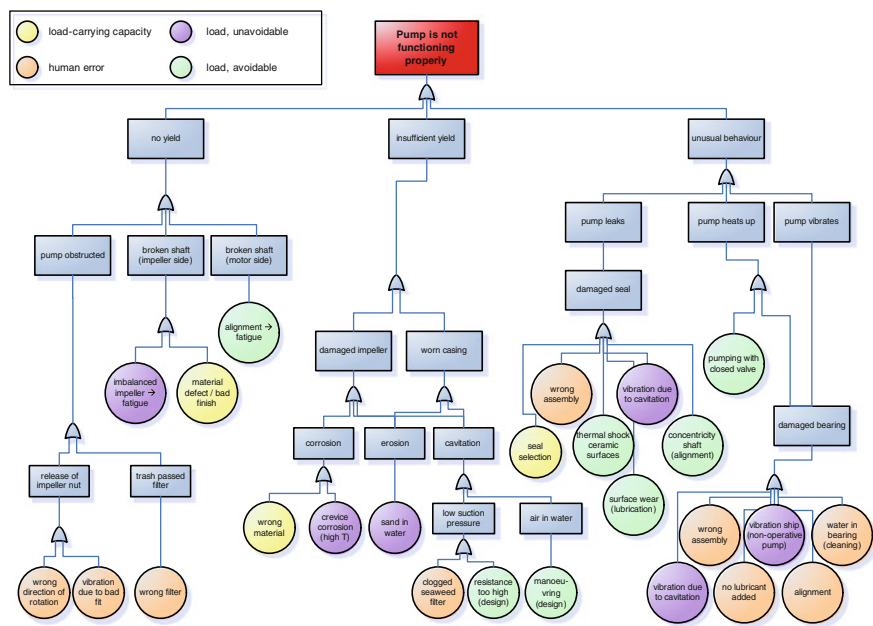 load-carrying capacity
load, unavoidable
human error
load, avoidable
Pump is not
functioning
properly
no yield
insufficient yield
unusual behaviour
pump leaks
pump heats up
pump vibrates
pump obstructed
broken shaft
(impeller side)
broken shaft
(motor side)
damaged seal
alignment →
fatigue
damaged impeller
worn casing
pumping with
closed valve
imbalanced
impeller →
fatigue
material
defect / bad
finish
wrong
assembly
vibration due
to cavitation
seal
selection
thermal shock
ceramic
surfaces
concentricity
shaft
(alignment)
damaged bearing
corrosion
erosion
cavitation
release of
impeller nut
trash passed
filter
surface wear
(lubrication)
wrong
material
crevice
corrosion
(high T)
sand in
water
low suction
pressure
air in water
wrong
assembly
vibration ship
(non-operative
pump)
water in
bearing
(cleaning)
wrong
direction of
rotation
vibration
due to bad
fit
wrong filter
clogged
seaweed
filter
resistance
too high
(design)
manoeu-
vring
(design)
vibration due
to cavitation
no lubricant
added
alignment